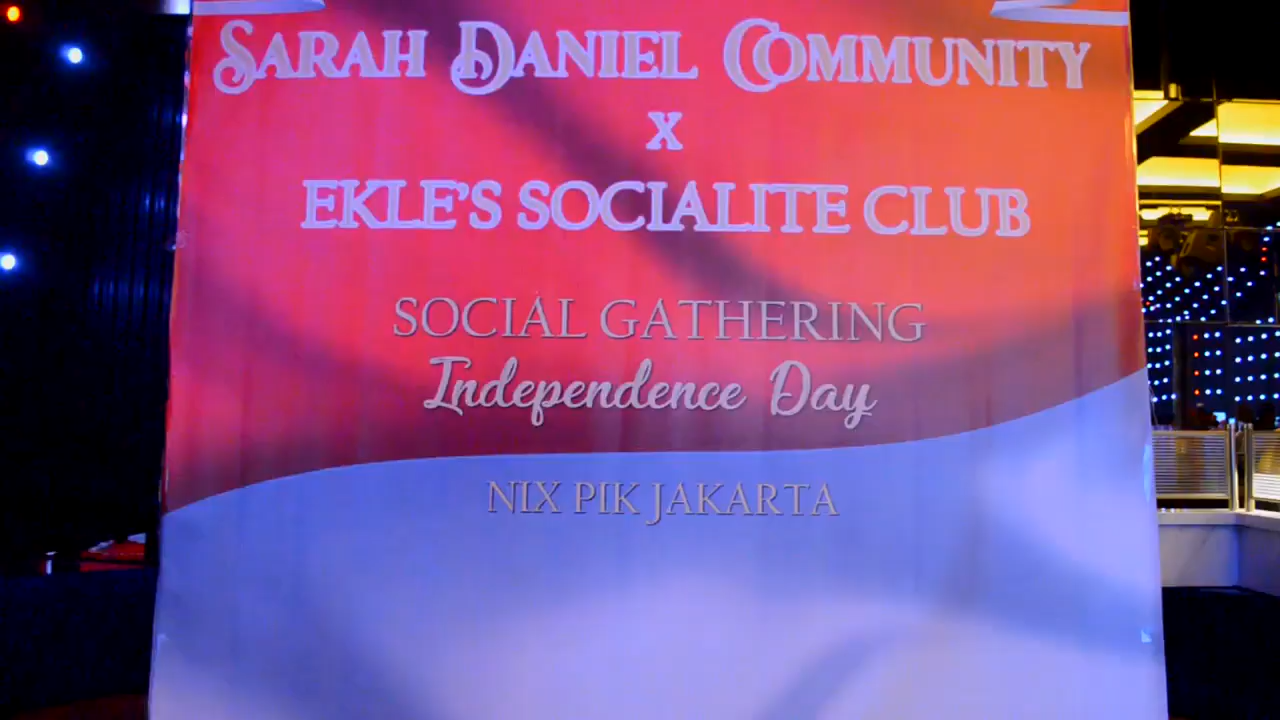 SARAH DANIEL COMMUNITY
X
EKLE'S SOCIALITE CLUB
SOCIAL GATHERING
Independence Day
NIX PIK JAKARTA